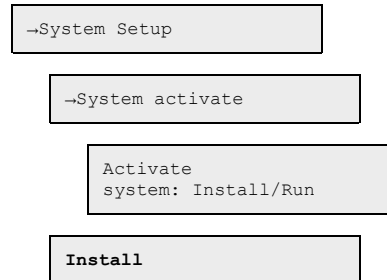 →System Setup
→System activate
Activate
system: Install/Run
Install